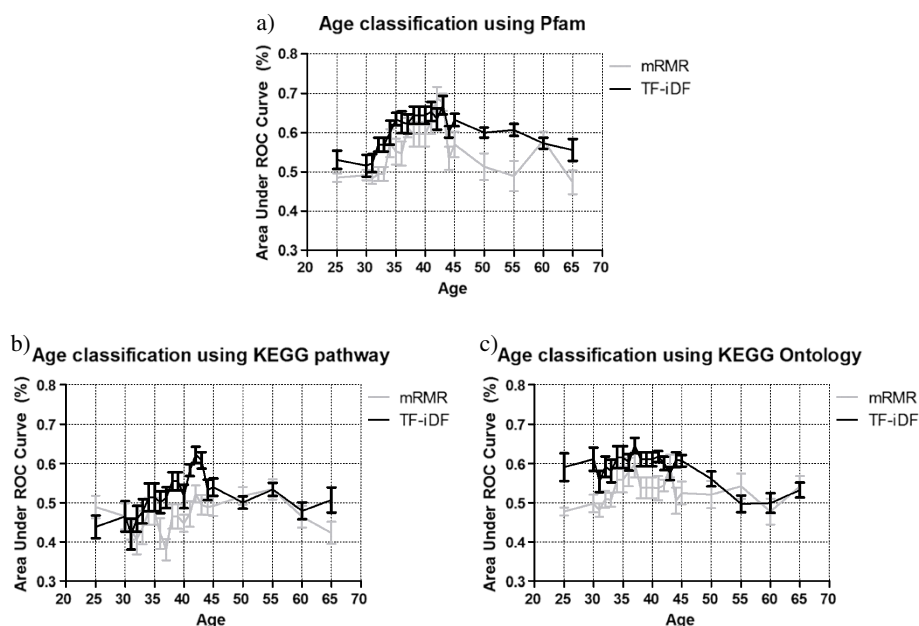 a) Age classification using Pfam
Area Under ROC Curve (%)
0.8
0.7
0.6
0.5
0.4
0.3
20 25 30 35 40 45 50 55 60 65 70
Age
mRMR
TF-iDF
b) Age classification using KEGG pathway
Area Under ROC Curve (%)
0.8
0.7
0.6
0.5
0.4
0.3
20 25 30 35 40 45 50 55 60 65 70
Age
mRMR
TF-iDF
c) Age classification using KEGG Ontology
Area Under ROC Curve (%)
0.8
0.7
0.6
0.5
0.4
0.3
20 25 30 35 40 45 50 55 60 65 70
Age
mRMR
TF-iDF